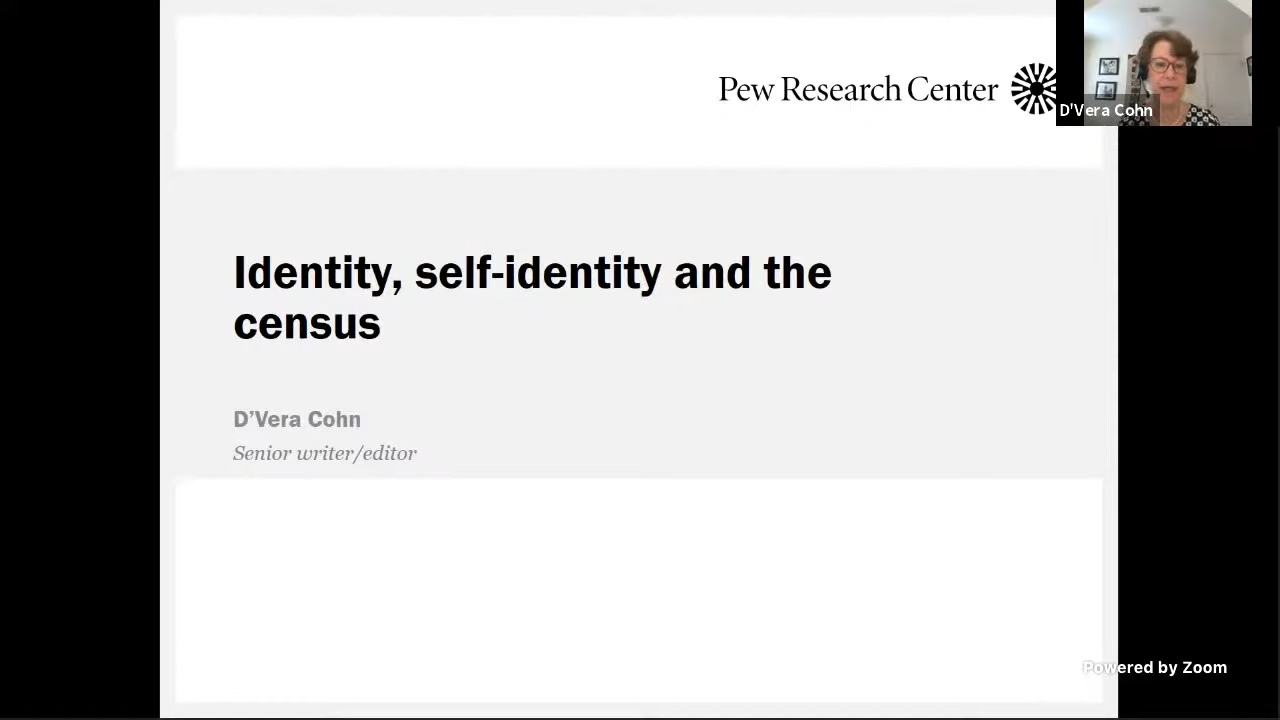 Pew Research Center
D'Vera Cohn
Identity, self-identity and the
census
D’Vera Cohn
Senior writer/editor
Powered by Zoom